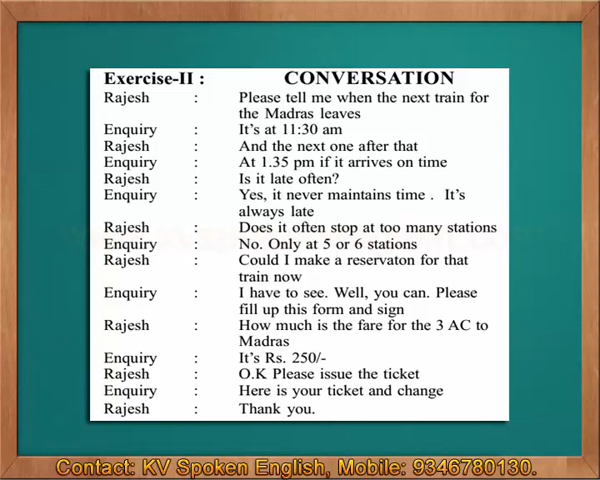 Exercise-II : CONVERSATION
Rajesh : Please tell me when the next train for
the Madras leaves
Enquiry : It's at 11:30 am
Rajesh : And the next one after that
Enquiry : At 1.35 pm if it arrives on time
Rajesh : Is it late often?
Enquiry : Yes, it never maintains time . It's
always late
Rajesh : Does it often stop at too many stations
Enquiry : No. Only at 5 or 6 stations
Rajesh : Could I make a reservaton for that
train now
Enquiry : I have to see. Well, you can. Please
fill up this form and sign
Rajesh : How much is the fare for the 3 AC to
Madras
Enquiry : It's Rs. 250/-
Rajesh : O.K Please issue the ticket
Enquiry : Here is your ticket and change
Rajesh : Thank you.
Contact: KV Spoken English, Mobile: 9346780130.